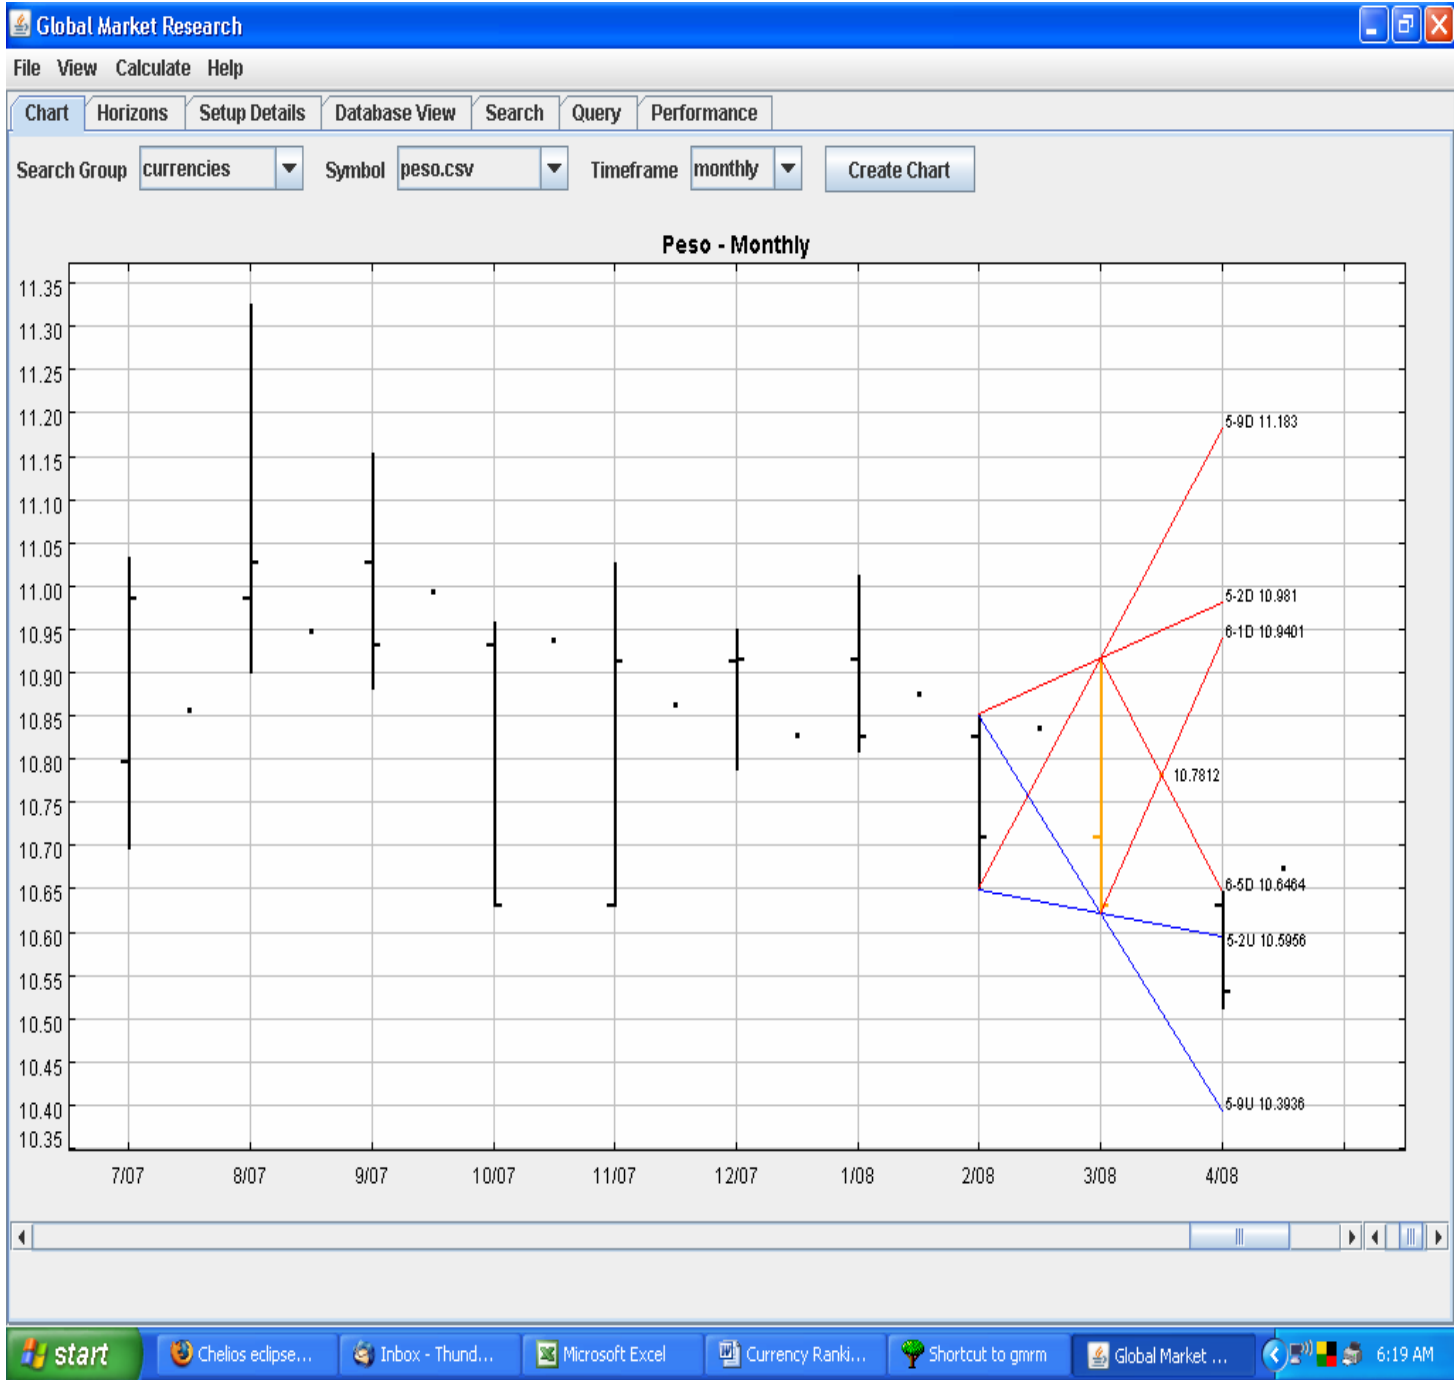 Global Market Research
File View Calculate Help
Chart Horizons Setup Details Database View Search Query Performance
Search Group currencies Symbol peso.csv Timeframe monthly Create Chart
Peso - Monthly
11.35
11.30
11.25
11.20
5-9D 11.183
11.15
11.10
11.05
11.00
5-2D 10.981
10.95
6-1D 10.9401
10.90
10.85
10.80
10.7812
10.75
10.70
10.65
6-5D 10.6464
10.60
5-2U 10.5956
10.55
10.50
10.45
10.40
5-9U 10.3936
10.35
7/07 8/07 9/07 10/07 11/07 12/07 1/08 2/08 3/08 4/08
start Chelios eclipse... Inbox - Thund... Microsoft Excel Currency Ranki... Shortcut to gmrm Global Market ... 6:19 AM